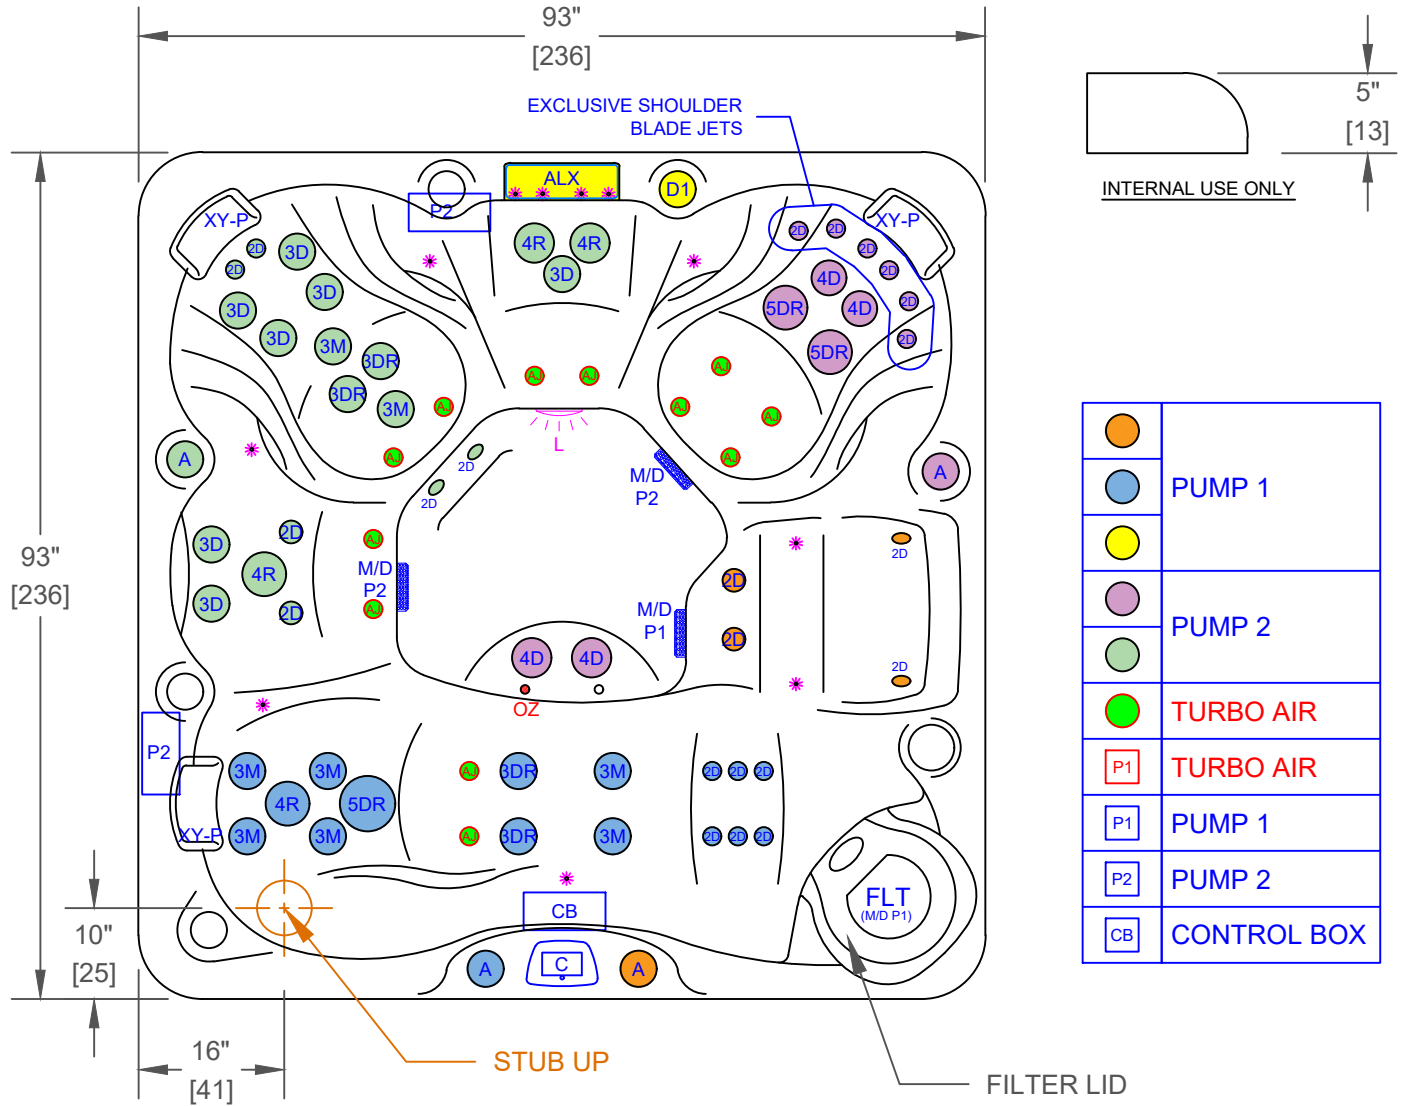 93"
[236]
5"
[13]
INTERNAL USE ONLY
EXCLUSIVE SHOULDER
BLADE JETS
ALX
D1
P2
XY-P
XY-P
2D
2D
3D
3D
3D
3D
3M
3DR
3DR
3M
AJ
AJ
4R
4R
3D
AJ
AJ
L
2D
2D
2D
2D
2D
2D
4D
4D
5DR
5DR
AJ
AJ
AJ
AJ
A
A
2D
2D
M/D
P2
93"
[236]
3D
3D
4R
2D
2D
AJ
AJ
M/D
P2
M/D
P1
2D
2D
2D
2D
4D
4D
OZ
P2
XY-P
3M
3M
4R
5DR
3M
3M
AJ
AJ
3DR
3DR
3M
3M
2D
2D
2D
2D
2D
2D
FLT
(M/D P1)
CB
A
C
A
10"
[25]
16"
[41]
STUB UP
FILTER LID
PUMP 1
PUMP 2
TURBO AIR
P1
TURBO AIR
P1
PUMP 1
P2
PUMP 2
CB
CONTROL BOX